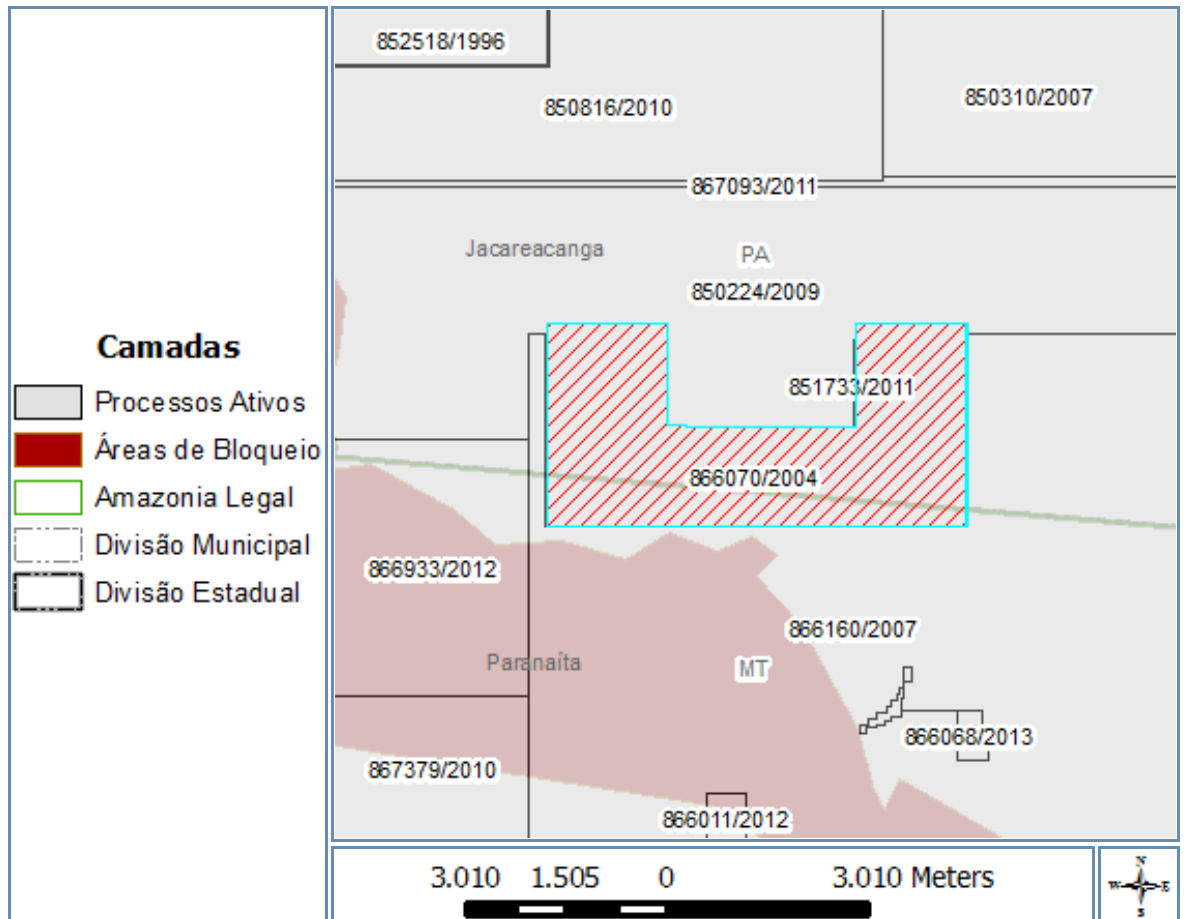 Camadas
Processos Ativos
Áreas de Bloqueio
Amazonia Legal
Divisão Municipal
Divisão Estadual
852518/1996
850816/2010
850310/2007
867093/2011
Jacareacanga
PA
850224/2009
851733/2011
866070/2004
866933/2012
866160/2007
Paranaíta
MT
866068/2013
867379/2010
866011/2012
3.010 1.505 0 3.010 Meters
N
W E
S